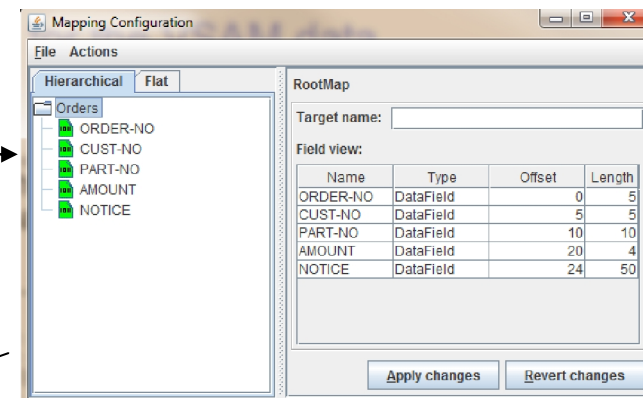 Mapping Configuration
File Actions
Hierarchical Flat
Orders
ORDER-NO
CUST-NO
PART-NO
AMOUNT
NOTICE
RootMap
Target name:
Field view:
Name Type Offset Length
ORDER-NO DataField 0 5
CUST-NO DataField 5 5
PART-NO DataField 10 10
AMOUNT DataField 20 4
NOTICE DataField 24 50
Apply changes Revert changes